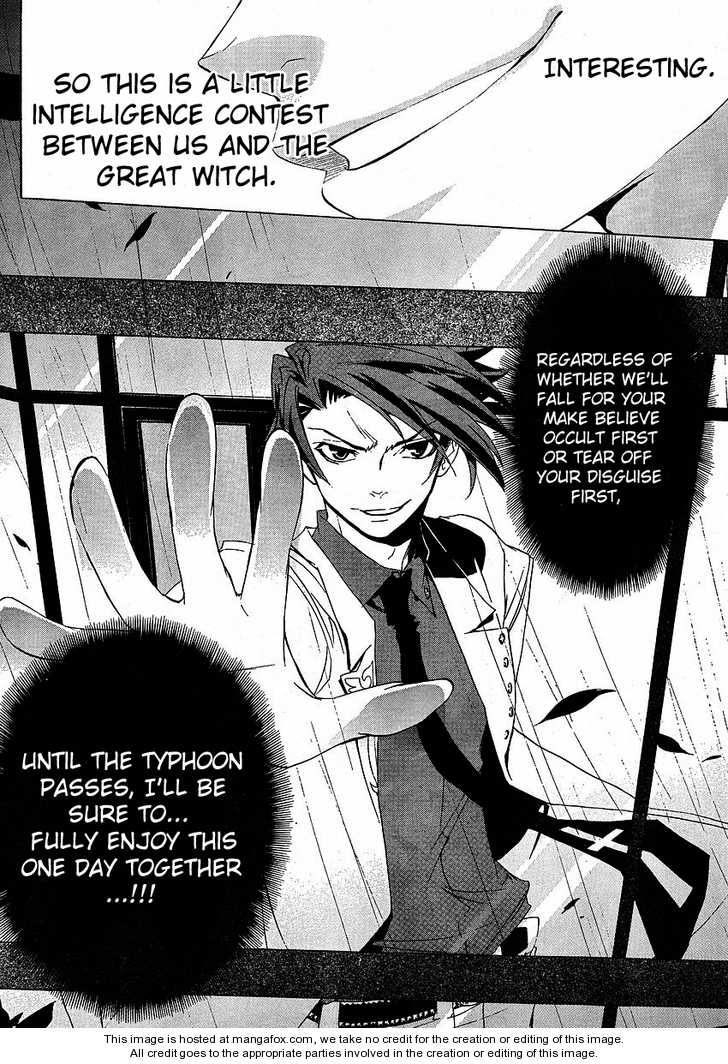 INTERESTING.
SO THIS IS A LITTLE
INTELLIGENCE CONTEST
BETWEEN US AND THE
GREAT WITCH.
REGARDLESS OF
WHETHER WE'LL
FALL FOR YOUR
MAKE BELIEVE
OCCULT FIRST
OR TEAR OFF
YOUR DISGUISE
FIRST,
UNTIL THE TYPHOON
PASSES, I'LL BE
SURE TO...
FULLY ENJOY THIS
ONE DAY TOGETHER
...!!!
This image is hosted at mangafox.com, we take no credit for the creation or editing of this image.
All credit goes to the appropriate parties involved in the creation or editing of this image.